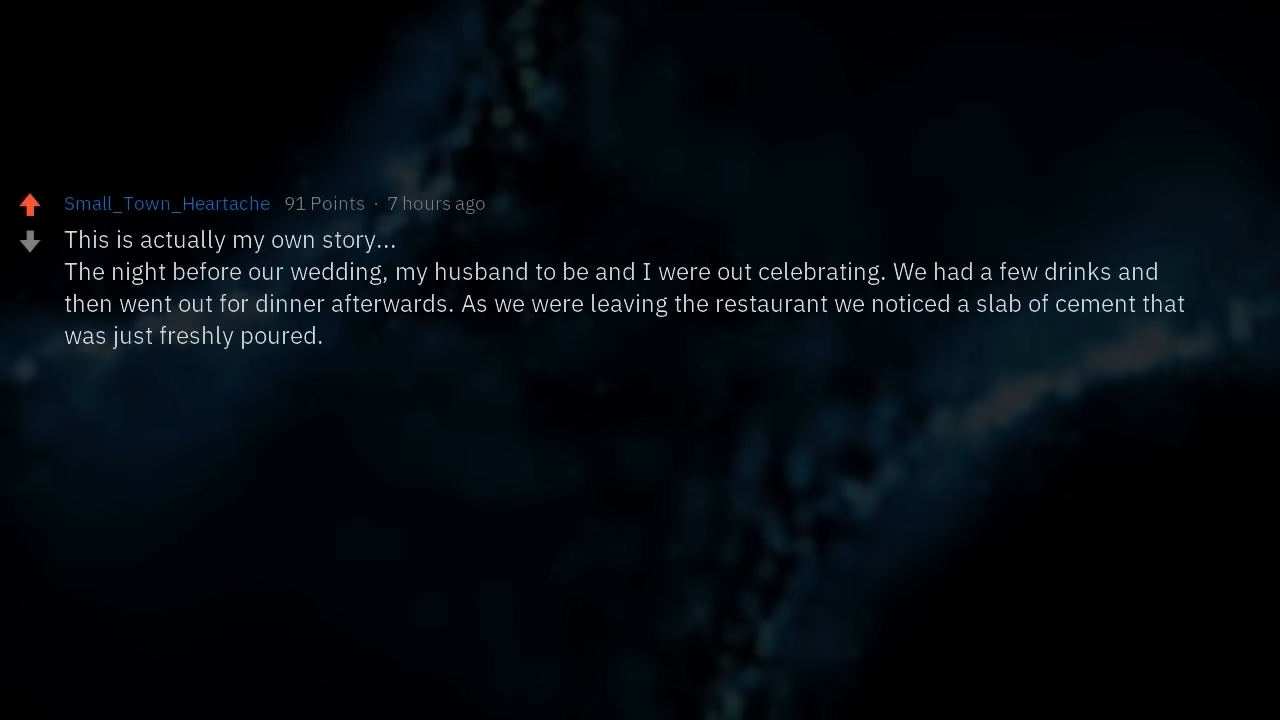 Small_Town_Heartache 91 Points · 7 hours ago
This is actually my own story...
The night before our wedding, my husband to be and I were out celebrating. We had a few drinks and
then went out for dinner afterwards. As we were leaving the restaurant we noticed a slab of cement that
was just freshly poured.